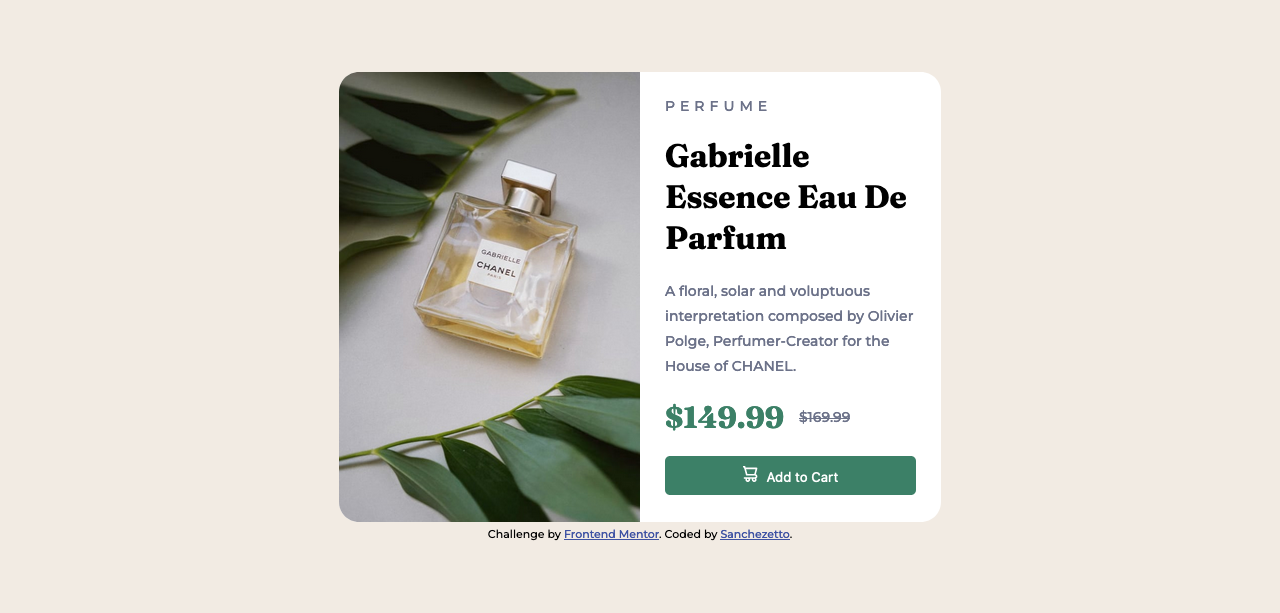 GABRIELLE
CHANEL
PARIS
PERFUME
Gabrielle
Essence Eau De
Parfum
A floral, solar and voluptuous
interpretation composed by Olivier
Polge, Perfumer-Creator for the
House of CHANEL.
$149.99 $169.99
Add to Cart
Challenge by Frontend Mentor. Coded by Sanchezetto.